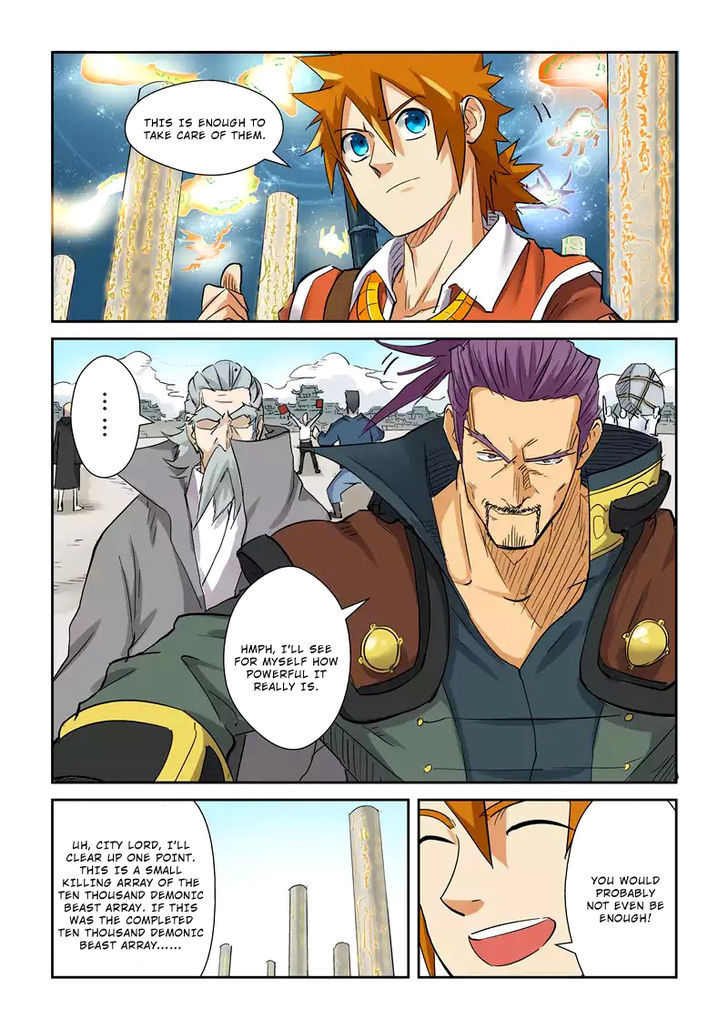 THIS IS ENOUGH TO
TAKE CARE OF THEM.
......
HMPH, I'LL SEE
FOR MYSELF HOW
POWERFUL IT
REALLY IS.
UH, CITY LORD, I'LL
CLEAR UP ONE POINT.
THIS IS A SMALL
KILLING ARRAY OF THE
TEN THOUSAND DEMONIC
BEAST ARRAY. IF THIS
WAS THE COMPLETED
TEN THOUSAND DEMONIC
BEAST ARRAY......
YOU WOULD
PROBABLY
NOT EVEN BE
ENOUGH!